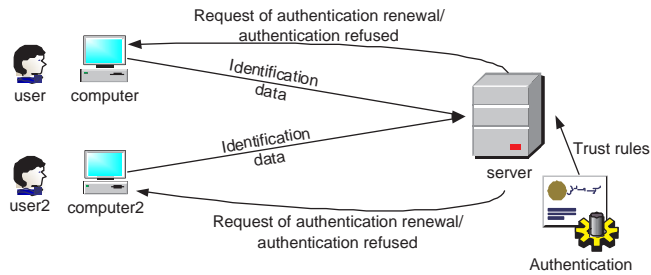 Request of authentication renewal/
authentication refused
Identification
data
user
computer
Identification
data
Trust rules
server
user2
computer2
Request of authentication renewal/
authentication refused
Authentication